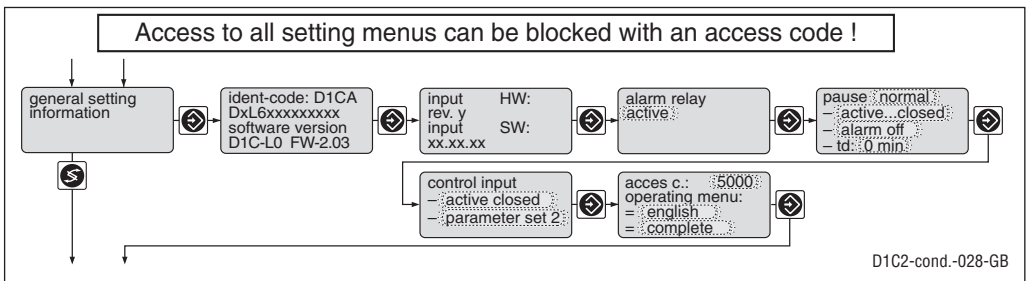 Access to all setting menus can be blocked with an access code !
general setting
information
ident-code: D1CA
DxL6xxxxxxxxx
software version
D1C-L0 FW-2.03
input HW:
rev. y
input SW:
xx.xx.xx
alarm relay
active
pause normal
– active...closed
– alarm off
– td: 0 min
control input
– active closed
– parameter set 2
acces c.: 5000
operating menu:
= english
= complete
D1C2-cond.-028-GB